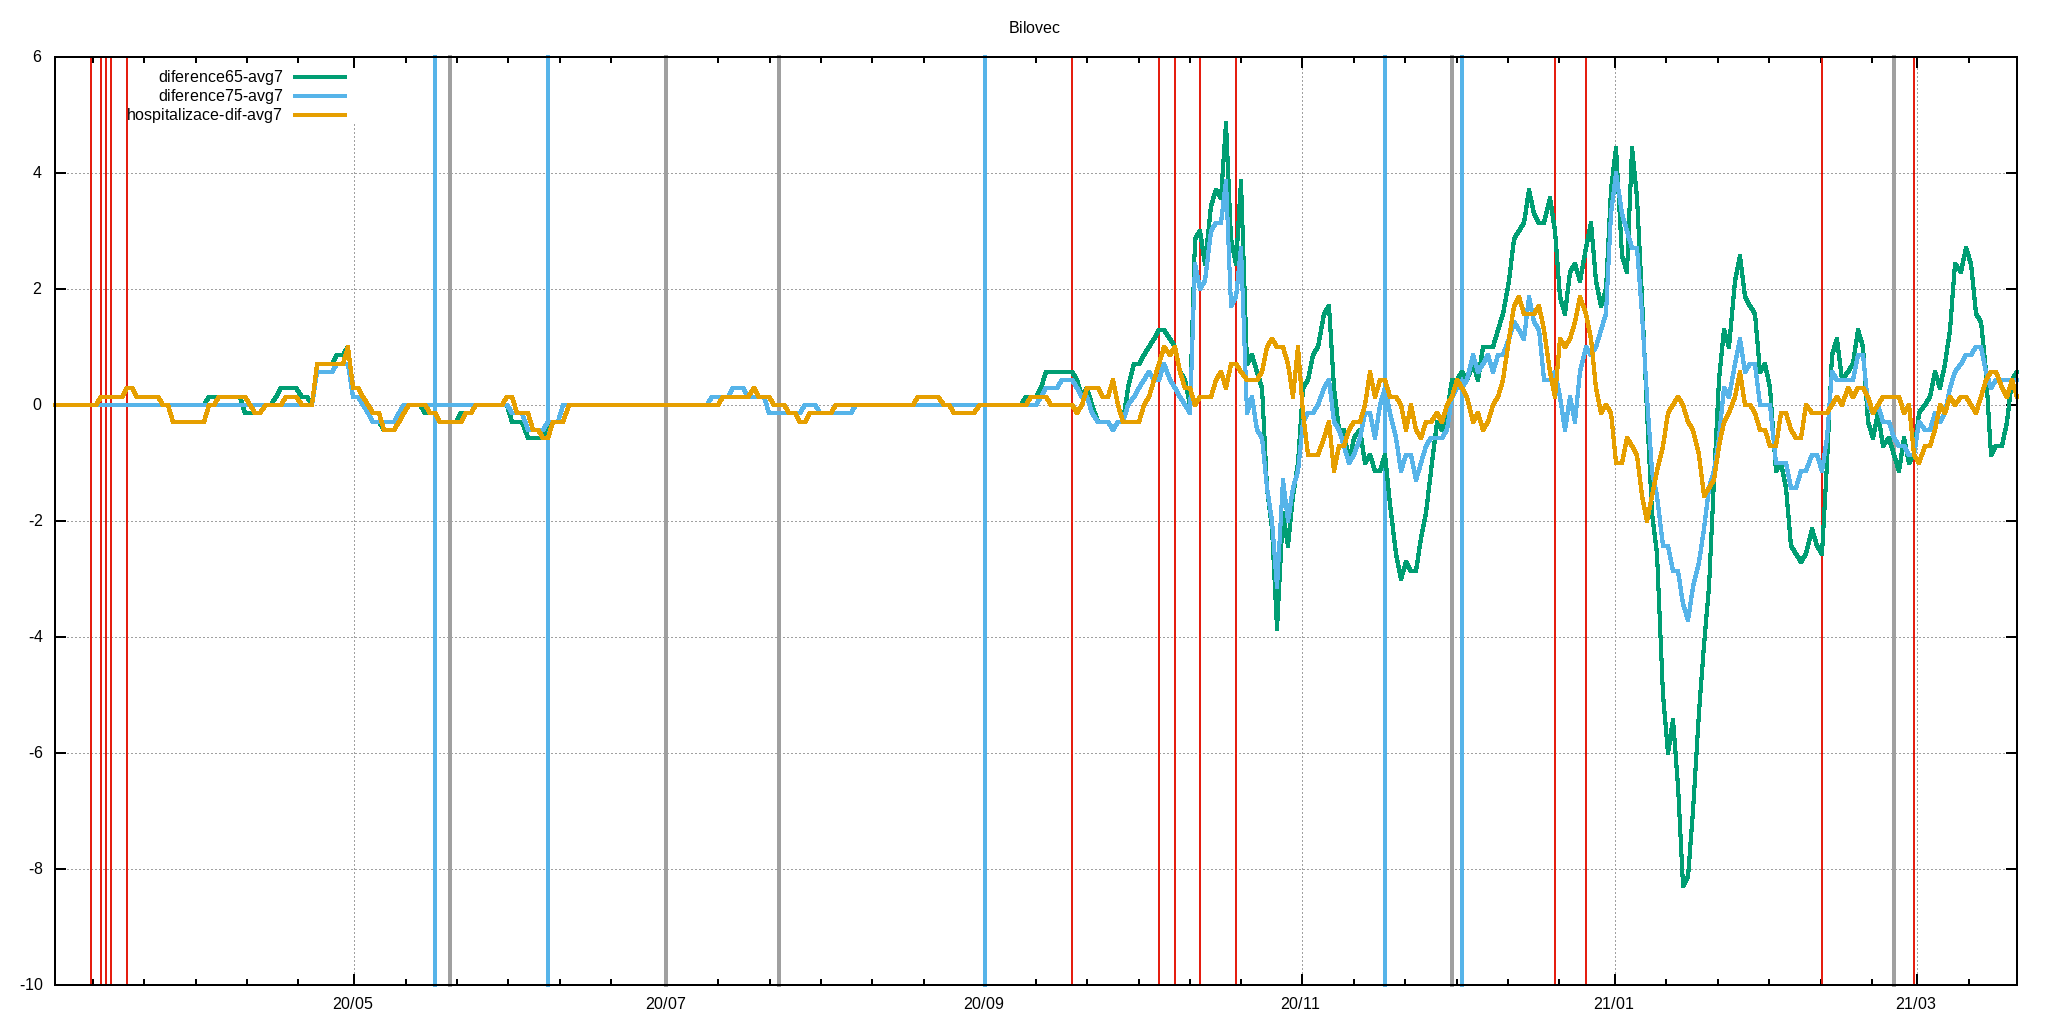 Bilovec
diference65-avg7
diference75-avg7
hospitalizace-dif-avg7
6
4
2
0
-2
-4
-6
-8
-10
20/05 20/07 20/09 20/11 21/01 21/03